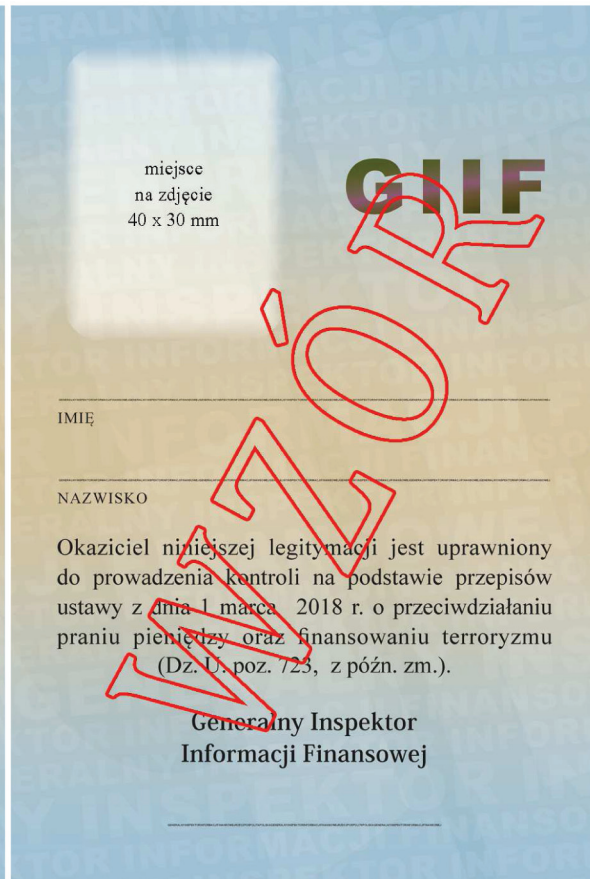 miejsce
na zdjęcie
40 x 30 mm
GIIF
WZÓR
IMIĘ
NAZWISKO
Okaziciel niniejszej legitymacji jest uprawniony
do prowadzenia kontroli na podstawie przepisów
ustawy z dnia 1 marca 2018 r. o przeciwdziałaniu
praniu pieniędzy oraz finansowaniu terroryzmu
(Dz. U. poz. 723, z późn. zm.).
Generalny Inspektor
Informacji Finansowej